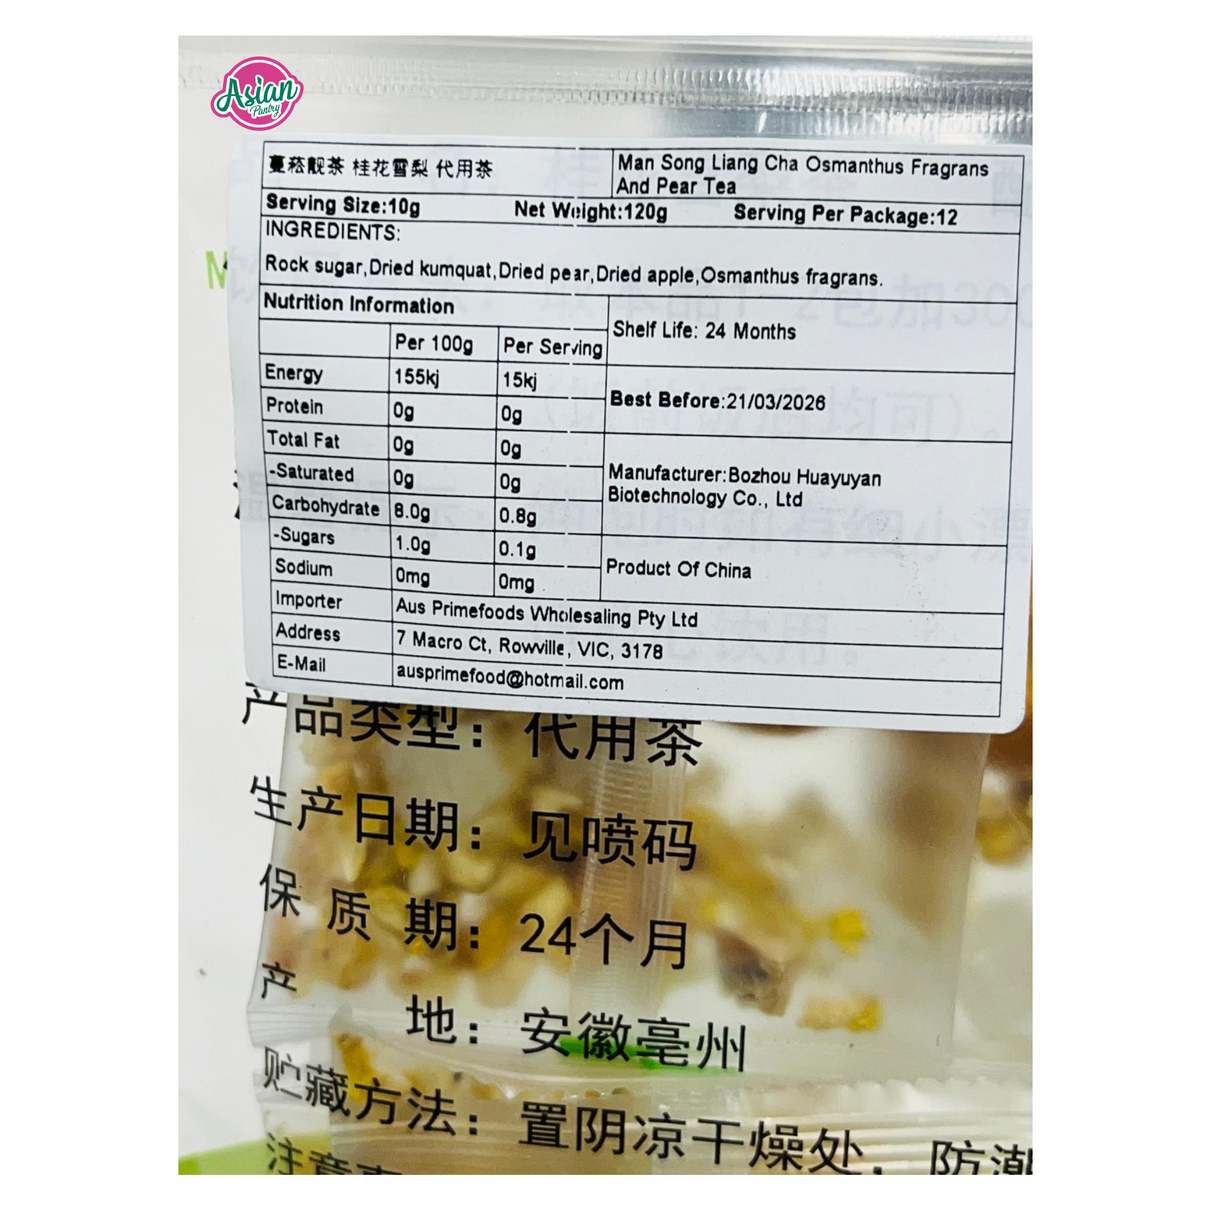 Asian
Pantry
蔓菘靓茶 桂花雪梨 代用茶
Man Song Liang Cha Osmanthus Fragrans
And Pear Tea
Serving Size:10g Net Weight:120g Serving Per Package:12
INGREDIENTS:
Rock sugar,Dried kumquat,Dried pear,Dried apple,Osmanthus fragrans.
Nutrition Information
Per 100g Per Serving
Energy 155kj 15kj
Protein 0g 0g
Total Fat 0g 0g
-Saturated 0g 0g
Carbohydrate 8.0g 0.8g
-Sugars 1.0g 0.1g
Sodium 0mg 0mg
Shelf Life: 24 Months
Best Before:21/03/2026
Manufacturer:Bozhou Huayuyan
Biotechnology Co., Ltd
Product Of China
Importer Aus Primefoods Wholesaling Pty Ltd
Address 7 Macro Ct, Rowville, VIC, 3178
E-Mail ausprimefood@hotmail.com
产品类型：代用茶
生产日期：见喷码
保质期：24个月
产地：安徽亳州
贮藏方法：置阴凉干燥处，防潮
注意事